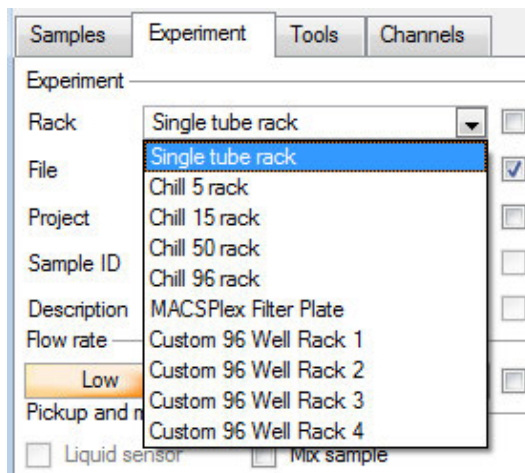 Samples Experiment Tools Channels
Experiment
Rack Single tube rack
File Single tube rack
Chill 5 rack
Project Chill 15 rack
Chill 50 rack
Sample ID Chill 96 rack
Description MACSPlex Filter Plate
Flow rate Custom 96 Well Rack 1
Low Custom 96 Well Rack 2
Pickup and Custom 96 Well Rack 3
Custom 96 Well Rack 4
Liquid sensor Mix sample